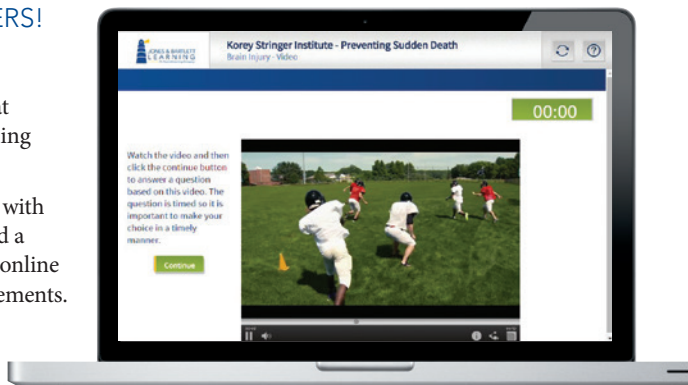 ERS!
at
ing
with
d a
online
ements.
JONES & BARTLETT
LEARNING
Korey Stringer Institute - Preventing Sudden Death
Brain Injury - Video
00:00
Watch the video and then
click the continue button
to answer a question
based on this video. The
question is timed so it is
important to make your
choice in a timely
manner.
Continue